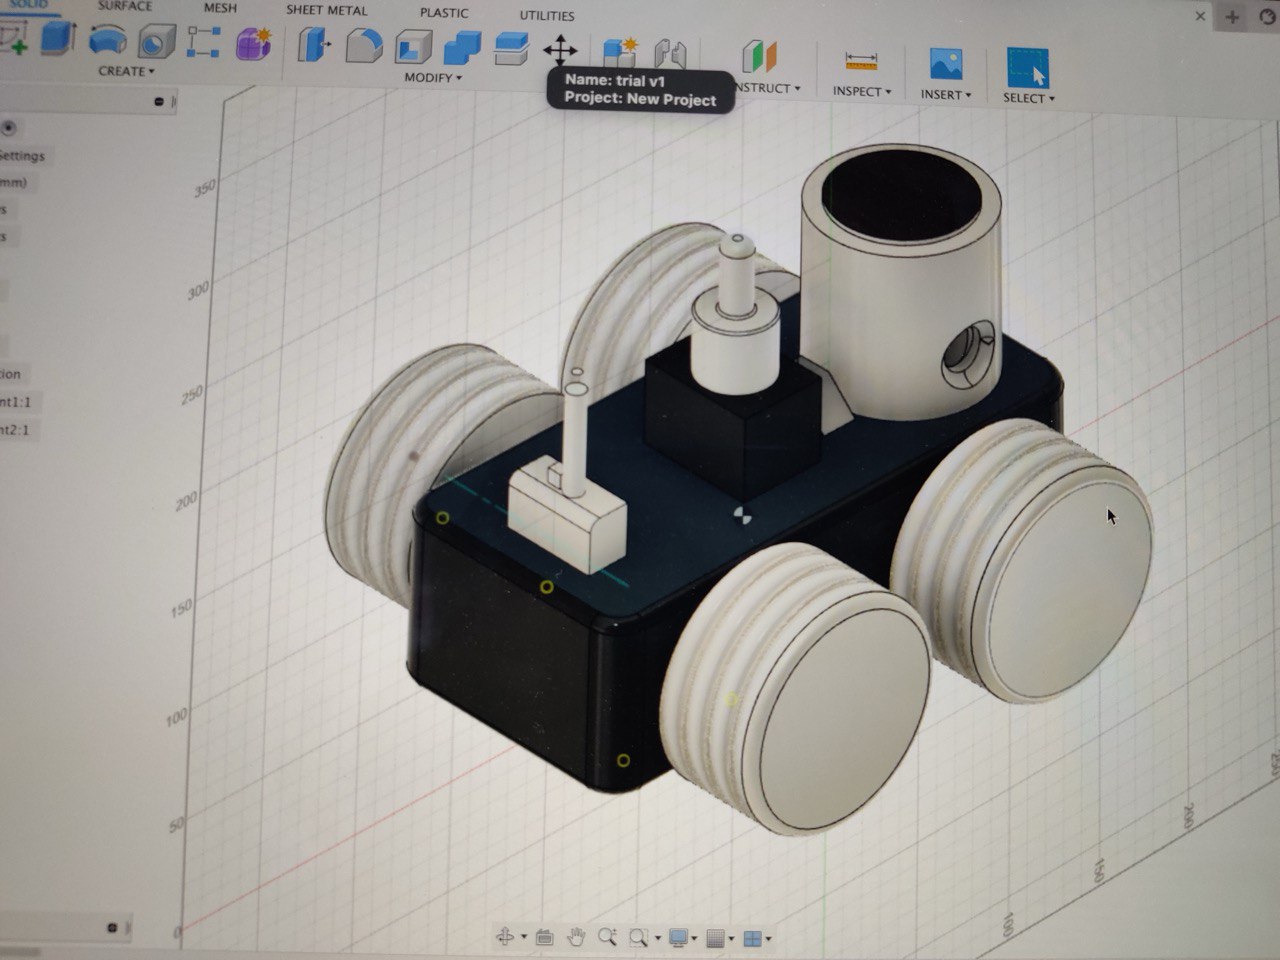 SOLID
SURFACE
MESH
SHEET METAL
PLASTIC
UTILITIES
CREATE
MODIFY
NSTRUCT
INSPECT
INSERT
SELECT
Name: trial v1
Project: New Project
Settings
mm)
s
s
tion
nt1:1
nt2:1
350
300
250
200
150
100
50
0
100
150
200
250